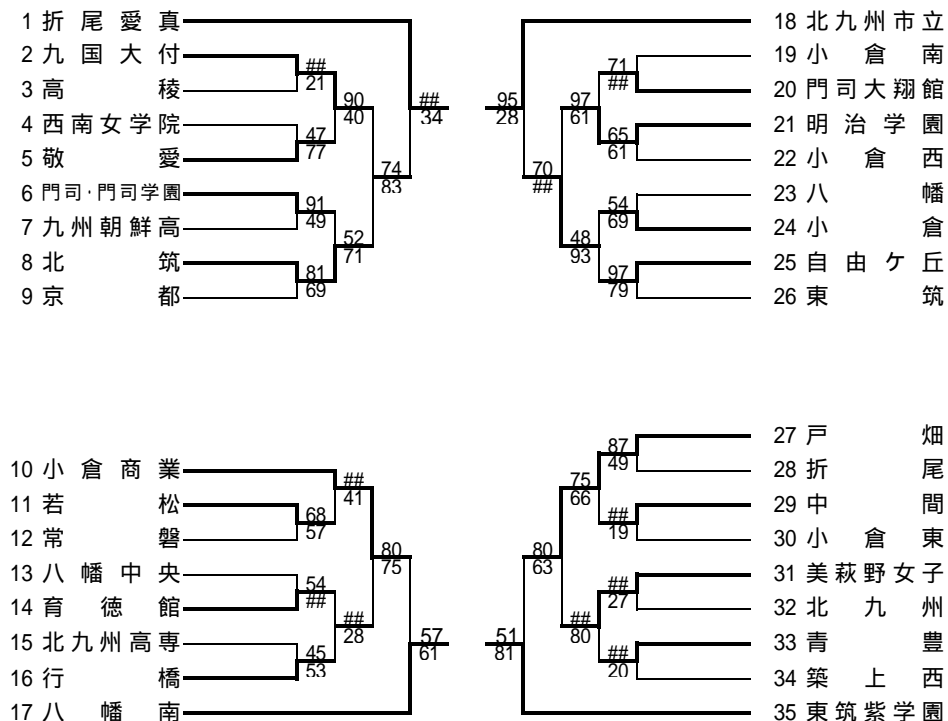 1 折尾愛真
2 九国大付
3 高稜
4 西南女学院
5 敬愛
6 門司・門司学園
7 九州朝鮮高
8 北筑
9 京都
##
21
47
77
91
49
81
69
90
40
52
71
74
83
##
34
18 北九州市立
19 小倉南
20 門司大翔館
21 明治学園
22 小倉西
23 八幡
24 小倉
25 自由ケ丘
26 東筑
71
##
65
61
54
69
97
79
97
61
48
93
70
##
95
28
10 小倉商業
11 若松
12 常磐
13 八幡中央
14 育徳館
15 北九州高専
16 行橋
17 八幡南
68
57
54
##
45
53
##
41
##
28
80
75
57
61
27 戸畑
28 折尾
29 中間
30 小倉東
31 美萩野女子
32 北九州
33 青豊
34 築上西
35 東筑紫学園
87
49
##
19
##
27
##
20
75
66
##
80
80
63
51
81